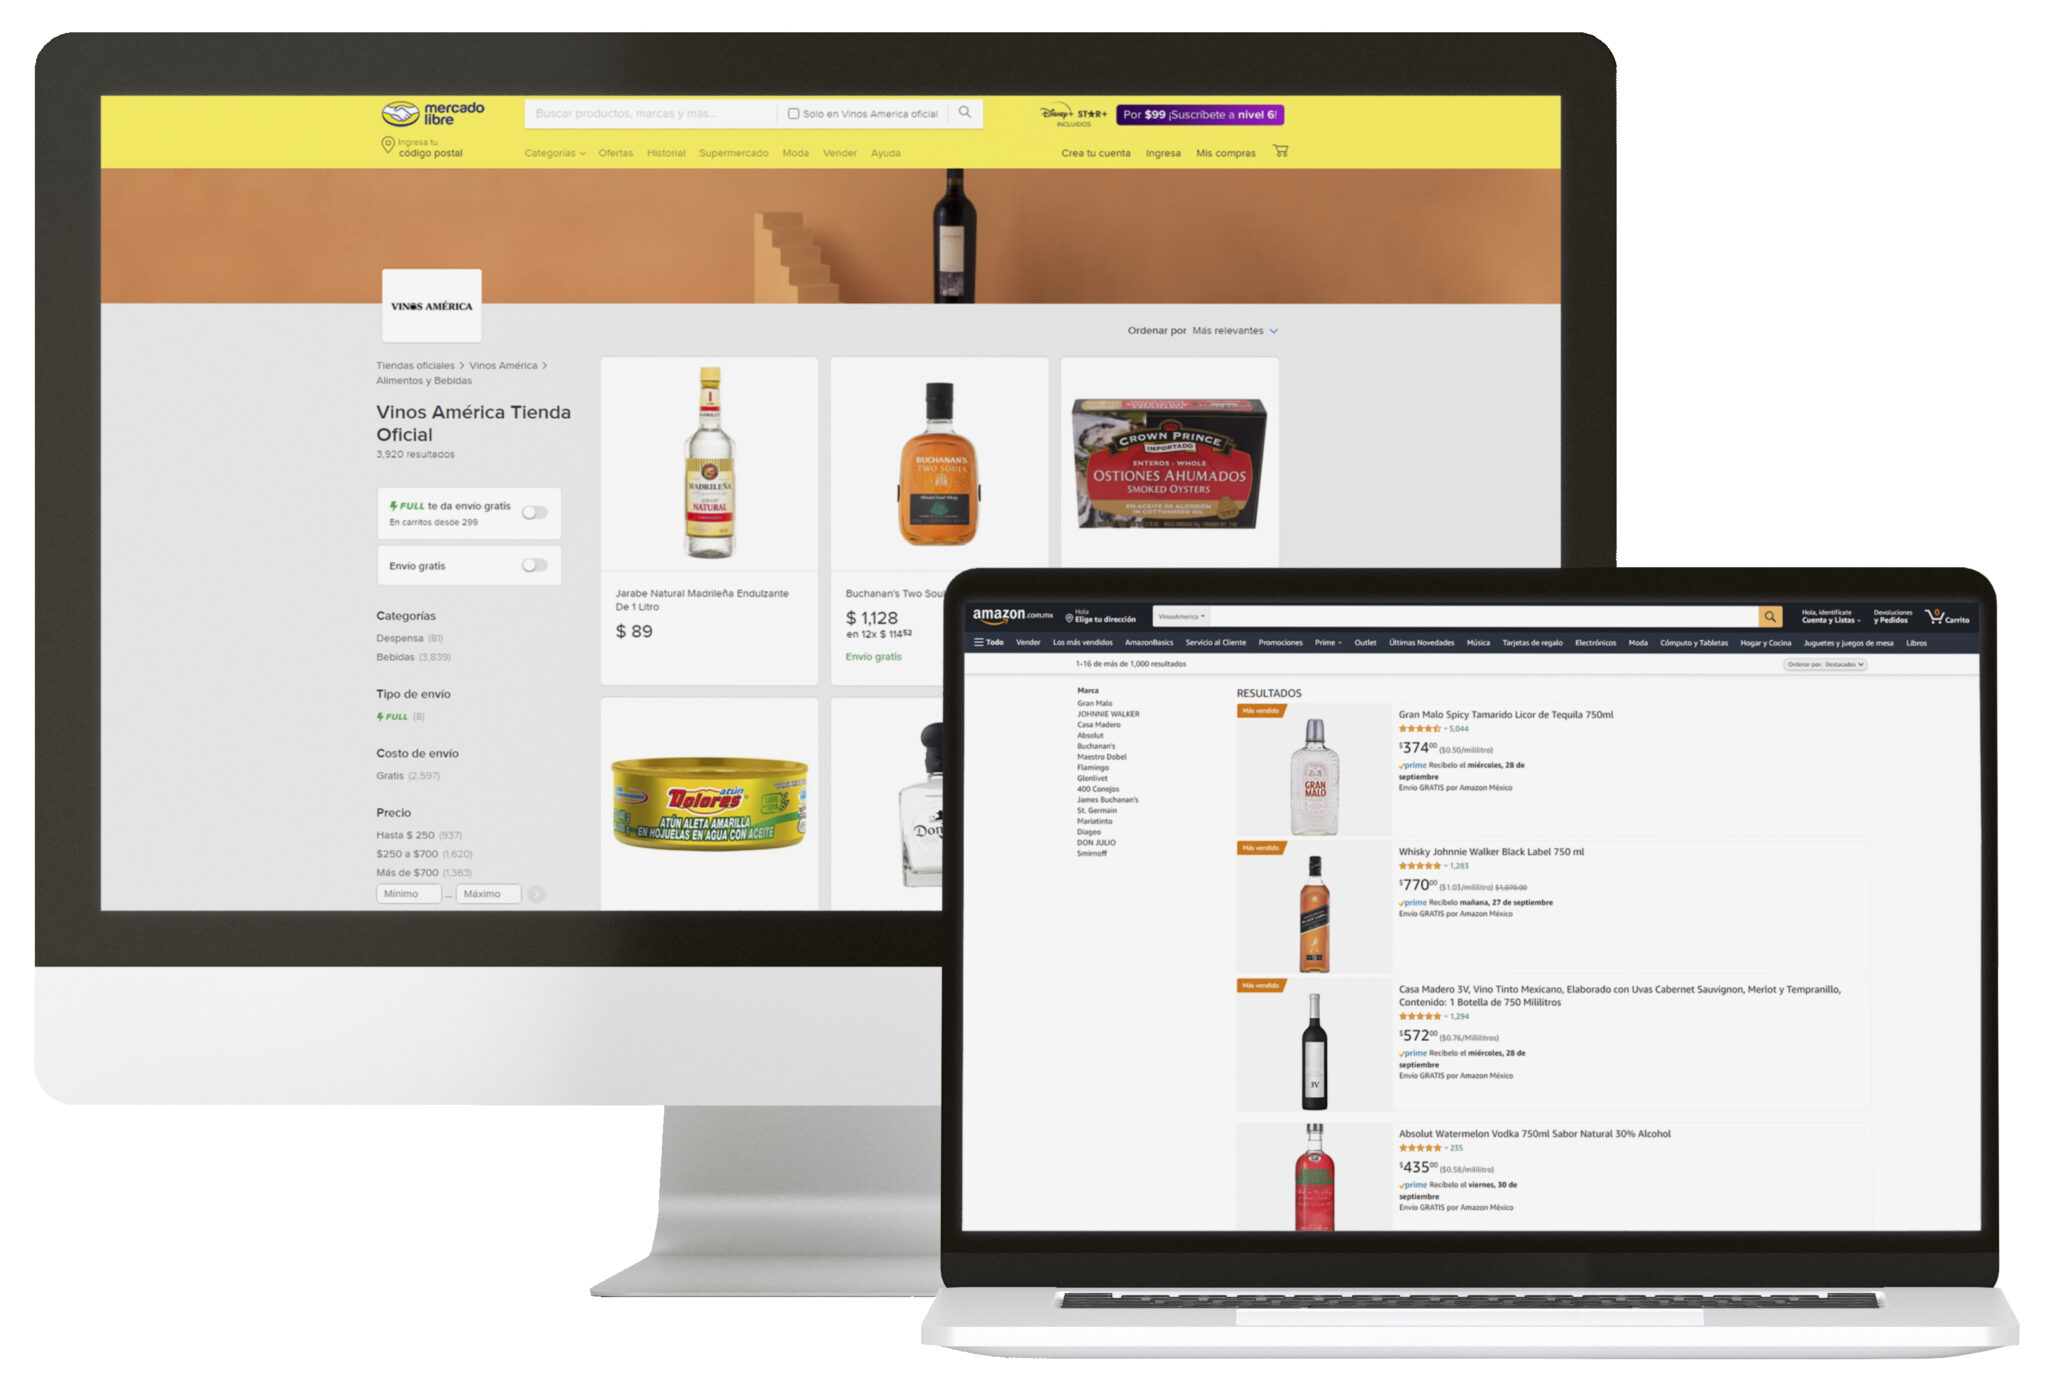 mercado
libre
Buscar productos, marcas y más...
Solo en Vinos America oficial
Disney+ STAR+
INCLUIDOS
Por $99 ¡Suscríbete a nivel 6!
Ingresa tu
código postal
Categorías
Ofertas
Historial
Supermercado
Moda
Vender
Ayuda
Crea tu cuenta
Ingresa
Mis compras
VINOS AMÉRICA
Ordenar por Más relevantes
Tiendas oficiales > Vinos América >
Alimentos y Bebidas
Vinos América Tienda
Oficial
3,920 resultados
FULL te da envío gratis
En carritos desde 299
Envío gratis
Categorías
Despensa (81)
Bebidas (3,839)
Tipo de envío
FULL (8)
Costo de envío
Gratis (2,597)
Precio
Hasta $ 250 (937)
$250 a $700 (1,620)
Más de $700 (1,363)
Mínimo
Máximo
MADRILEÑA
JARABE
NATURAL
Jarabe Natural Madrileña Endulzante
De 1 Litro
$ 89
BUCHANAN'S
TWO SOULS
Buchanan's Two Sou
$ 1,128
en 12x $ 11452
Envío gratis
CROWN PRINCE
IMPORTADO
ENTEROS - WHOLE
OSTIONES AHUMADOS
SMOKED OYSTERS
EN ACEITE DE ALGODÓN
IN COTTONSEED OIL
atún
Dolores
ATÚN ALETA AMARILLA
EN HOJUELAS EN AGUA CON ACEITE
Don
amazon.com.mx
Hola
Elige tu dirección
VinosAmerica
Hola, identifícate
Cuenta y Listas
Devoluciones
y Pedidos
0
Carrito
Todo
Vender
Los más vendidos
AmazonBasics
Servicio al Cliente
Promociones
Prime
Outlet
Últimas Novedades
Música
Tarjetas de regalo
Electrónicos
Moda
Cómputo y Tabletas
Hogar y Cocina
Juguetes y juegos de mesa
Libros
1-16 de más de 1,000 resultados
Ordenar por: Destacados
Marca
Gran Malo
JOHNNIE WALKER
Casa Madero
Absolut
Buchanan's
Maestro Dobel
Flamingo
Glenlivet
400 Conejos
James Buchanan's
St. Germain
Mariatinto
Diageo
DON JULIO
Smirnoff
RESULTADOS
Más vendido
GRAN
MALO
Gran Malo Spicy Tamarido Licor de Tequila 750ml
5,044
$37400 ($0.50/mililitro)
prime Recíbelo el miércoles, 28 de
septiembre
Envío GRATIS por Amazon México
Más vendido
Whisky Johnnie Walker Black Label 750 ml
1,283
$77000 ($1.03/mililitro) $1,070.00
prime Recíbelo mañana, 27 de septiembre
Envío GRATIS por Amazon México
Más vendido
3V
Casa Madero 3V, Vino Tinto Mexicano, Elaborado con Uvas Cabernet Sauvignon, Merlot y Tempranillo,
Contenido: 1 Botella de 750 Mililitros
1,294
$57200 ($0.76/Mililitros)
prime Recíbelo el miércoles, 28 de
septiembre
Envío GRATIS por Amazon México
Absolut Watermelon Vodka 750ml Sabor Natural 30% Alcohol
235
$43500 ($0.58/mililitro)
prime Recíbelo el viernes, 30 de
septiembre
Envío GRATIS por Amazon México